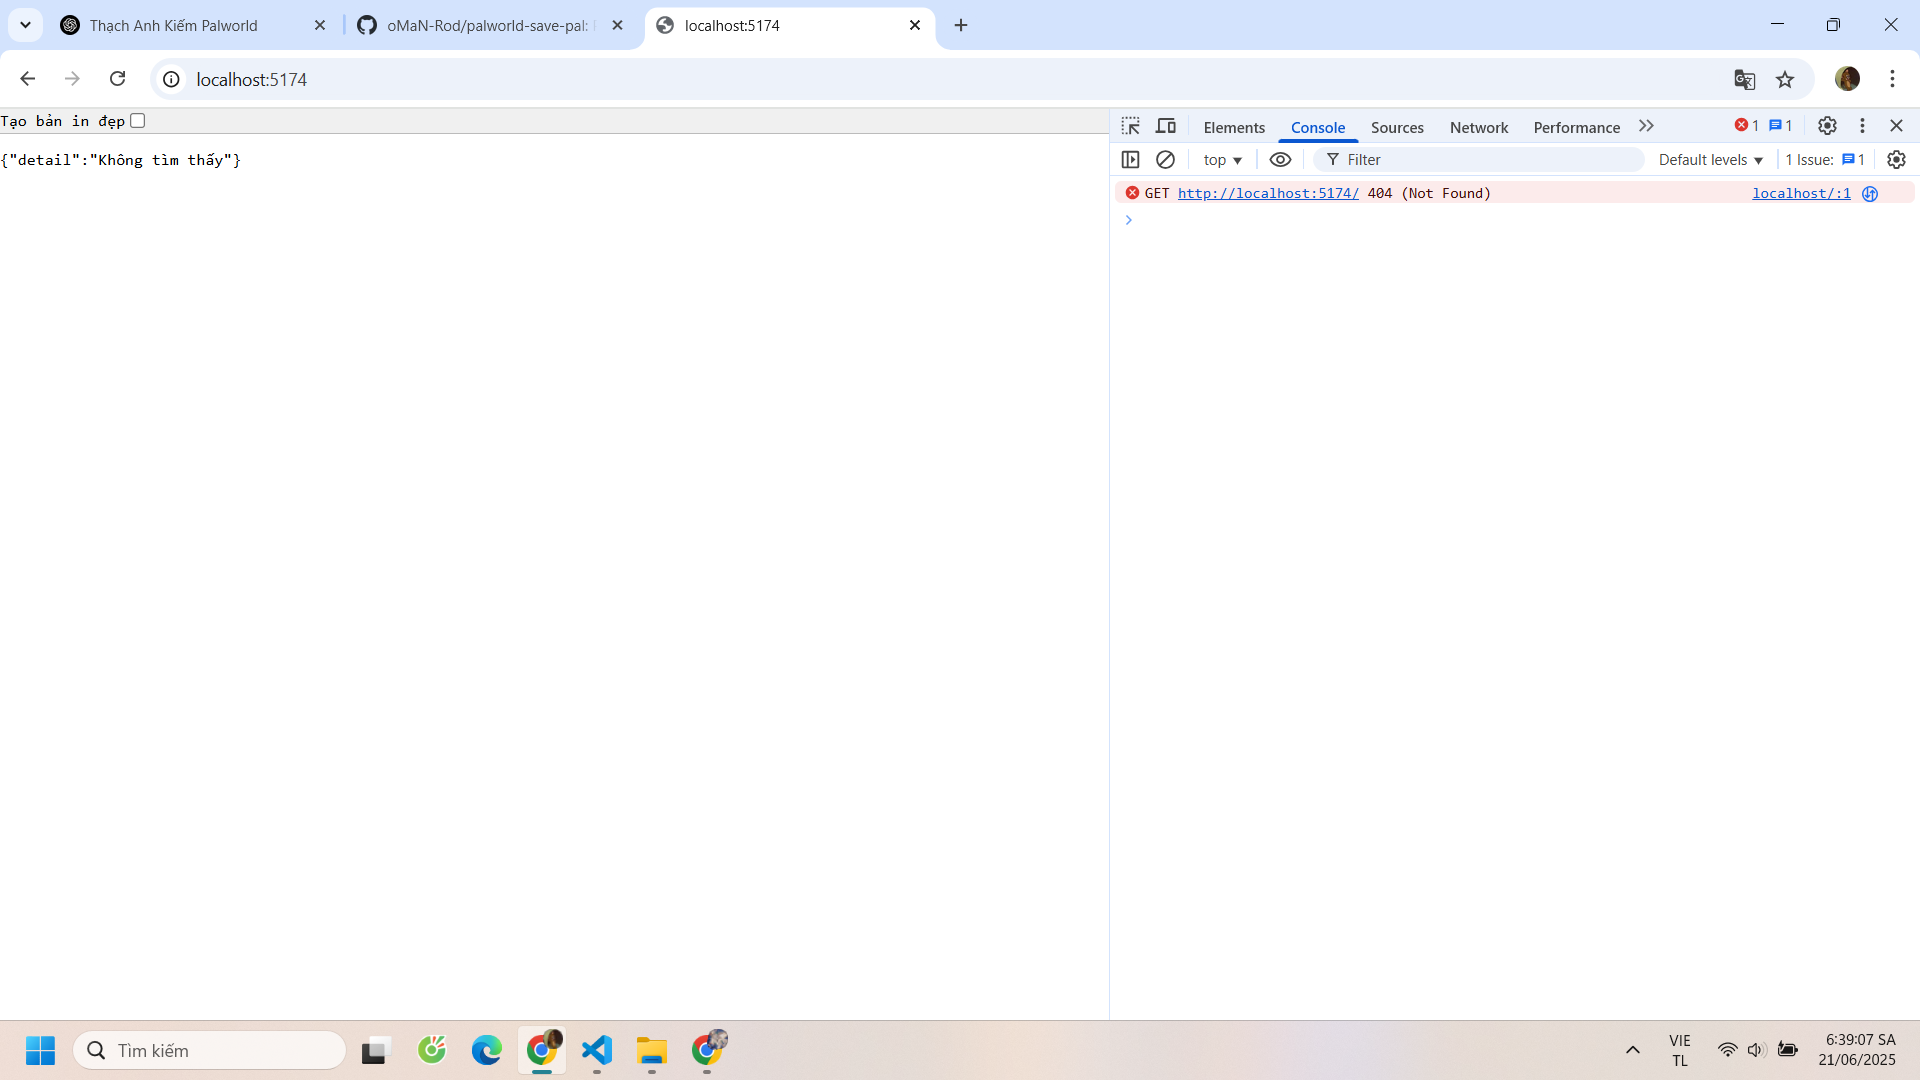 Thạch Anh Kiếm Palworld
oMaN-Rod/palworld-save-pal:
localhost:5174
localhost:5174
Tạo bản in đẹp
{"detail":"Không tìm thấy"}
Elements
Console
Sources
Network
Performance
1
1
top
Filter
Default levels
1 Issue:
1
GET http://localhost:5174/ 404 (Not Found)
localhost/:1
Tìm kiếm
VIE
TL
6:39:07 SA
21/06/2025